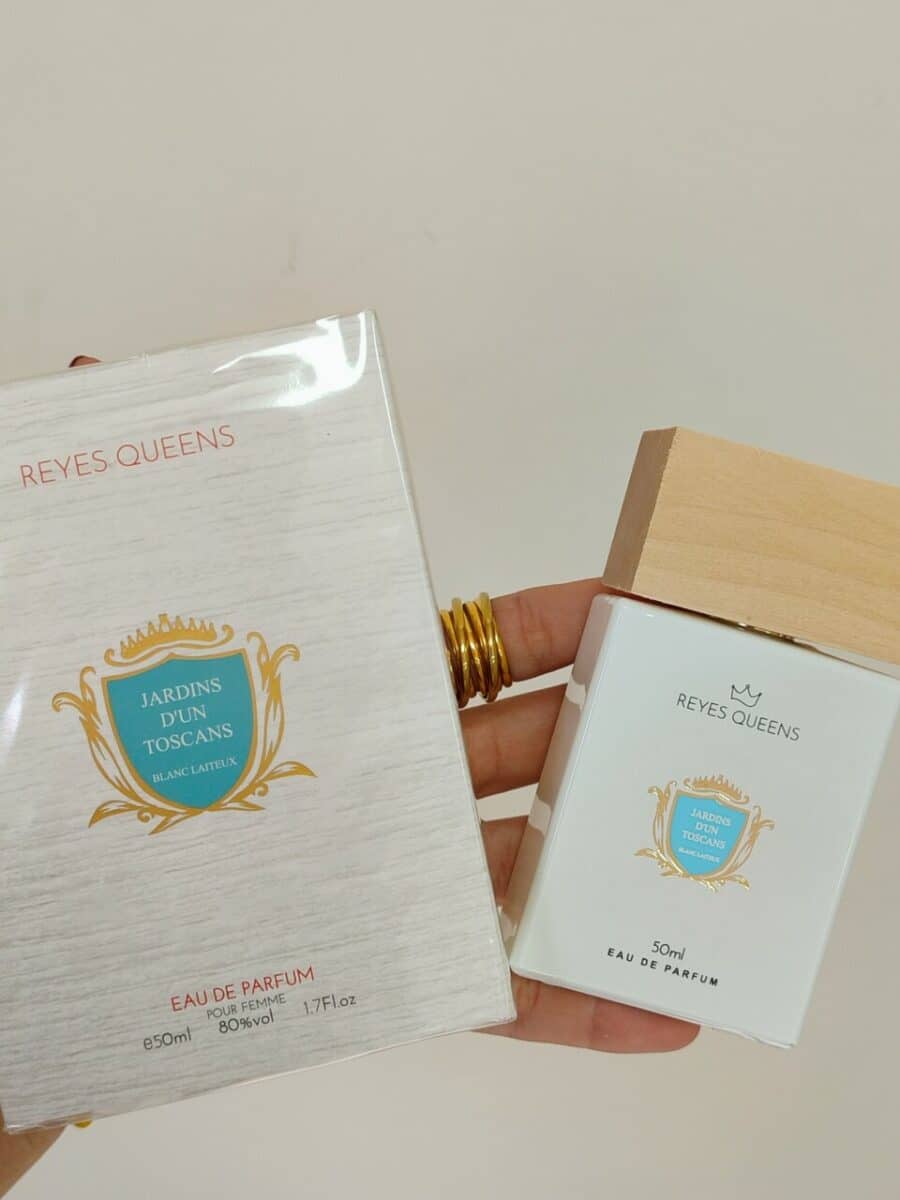 REYES QUEENS
JARDINS
D'UN
TOSCANS
BLANC LAITEUX
EAU DE PARFUM
POUR FEMME
e50ml 80%vol 1.7Fl.oz
REYES QUEENS
JARDINS
D'UN
TOSCANS
BLANC LAITEUX
50ml
EAU DE PARFUM